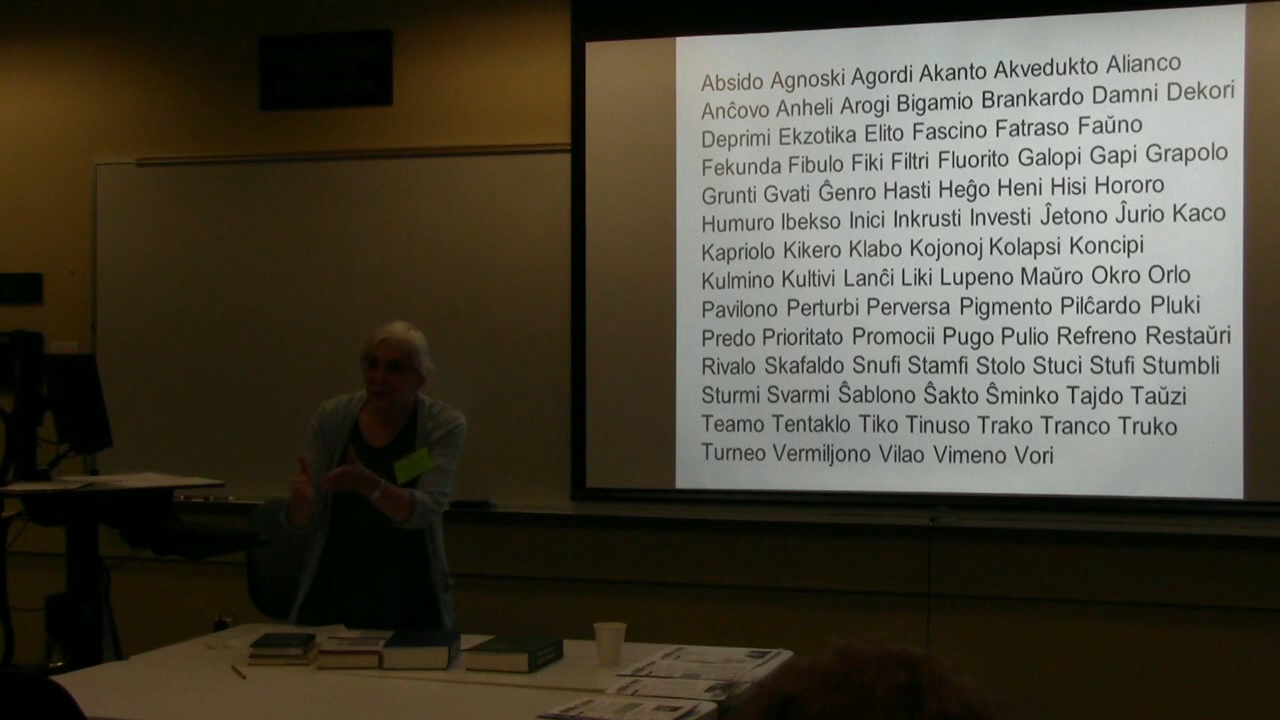 Absido Agnoski Agordi Akanto Akvedukto Alianco
Anĉovo Anheli Arogi Bigamio Brankardo Damni Dekori
Deprimi Ekzotika Elito Fascino Fatraso Faŭno
Fekunda Fibulo Fiki Filtri Fluorito Galopi Gapi Grapolo
Grunti Gvati Ĝenro Hasti Heĝo Heni Hisi Hororo
Humuro Ibekso Inici Inkrusti Investi Ĵetono Ĵurio Kaco
Kapriolo Kikero Klabo Kojonoj Kolapsi Koncipi
Kulmino Kultivi Lanĉi Liki Lupeno Maŭro Okro Orlo
Pavilono Perturbi Perversa Pigmento Pilĉardo Pluki
Predo Prioritato Promocii Pugo Pulio Refreno Restaŭri
Rivalo Skafaldo Snufi Stamfi Stolo Stuci Stufi Stumbli
Sturmi Svarmi Ŝablono Ŝakto Ŝminko Tajdo Taŭzi
Teamo Tentaklo Tiko Tinuso Trako Tranco Truko
Turneo Vermiljono Vilao Vimeno Vori